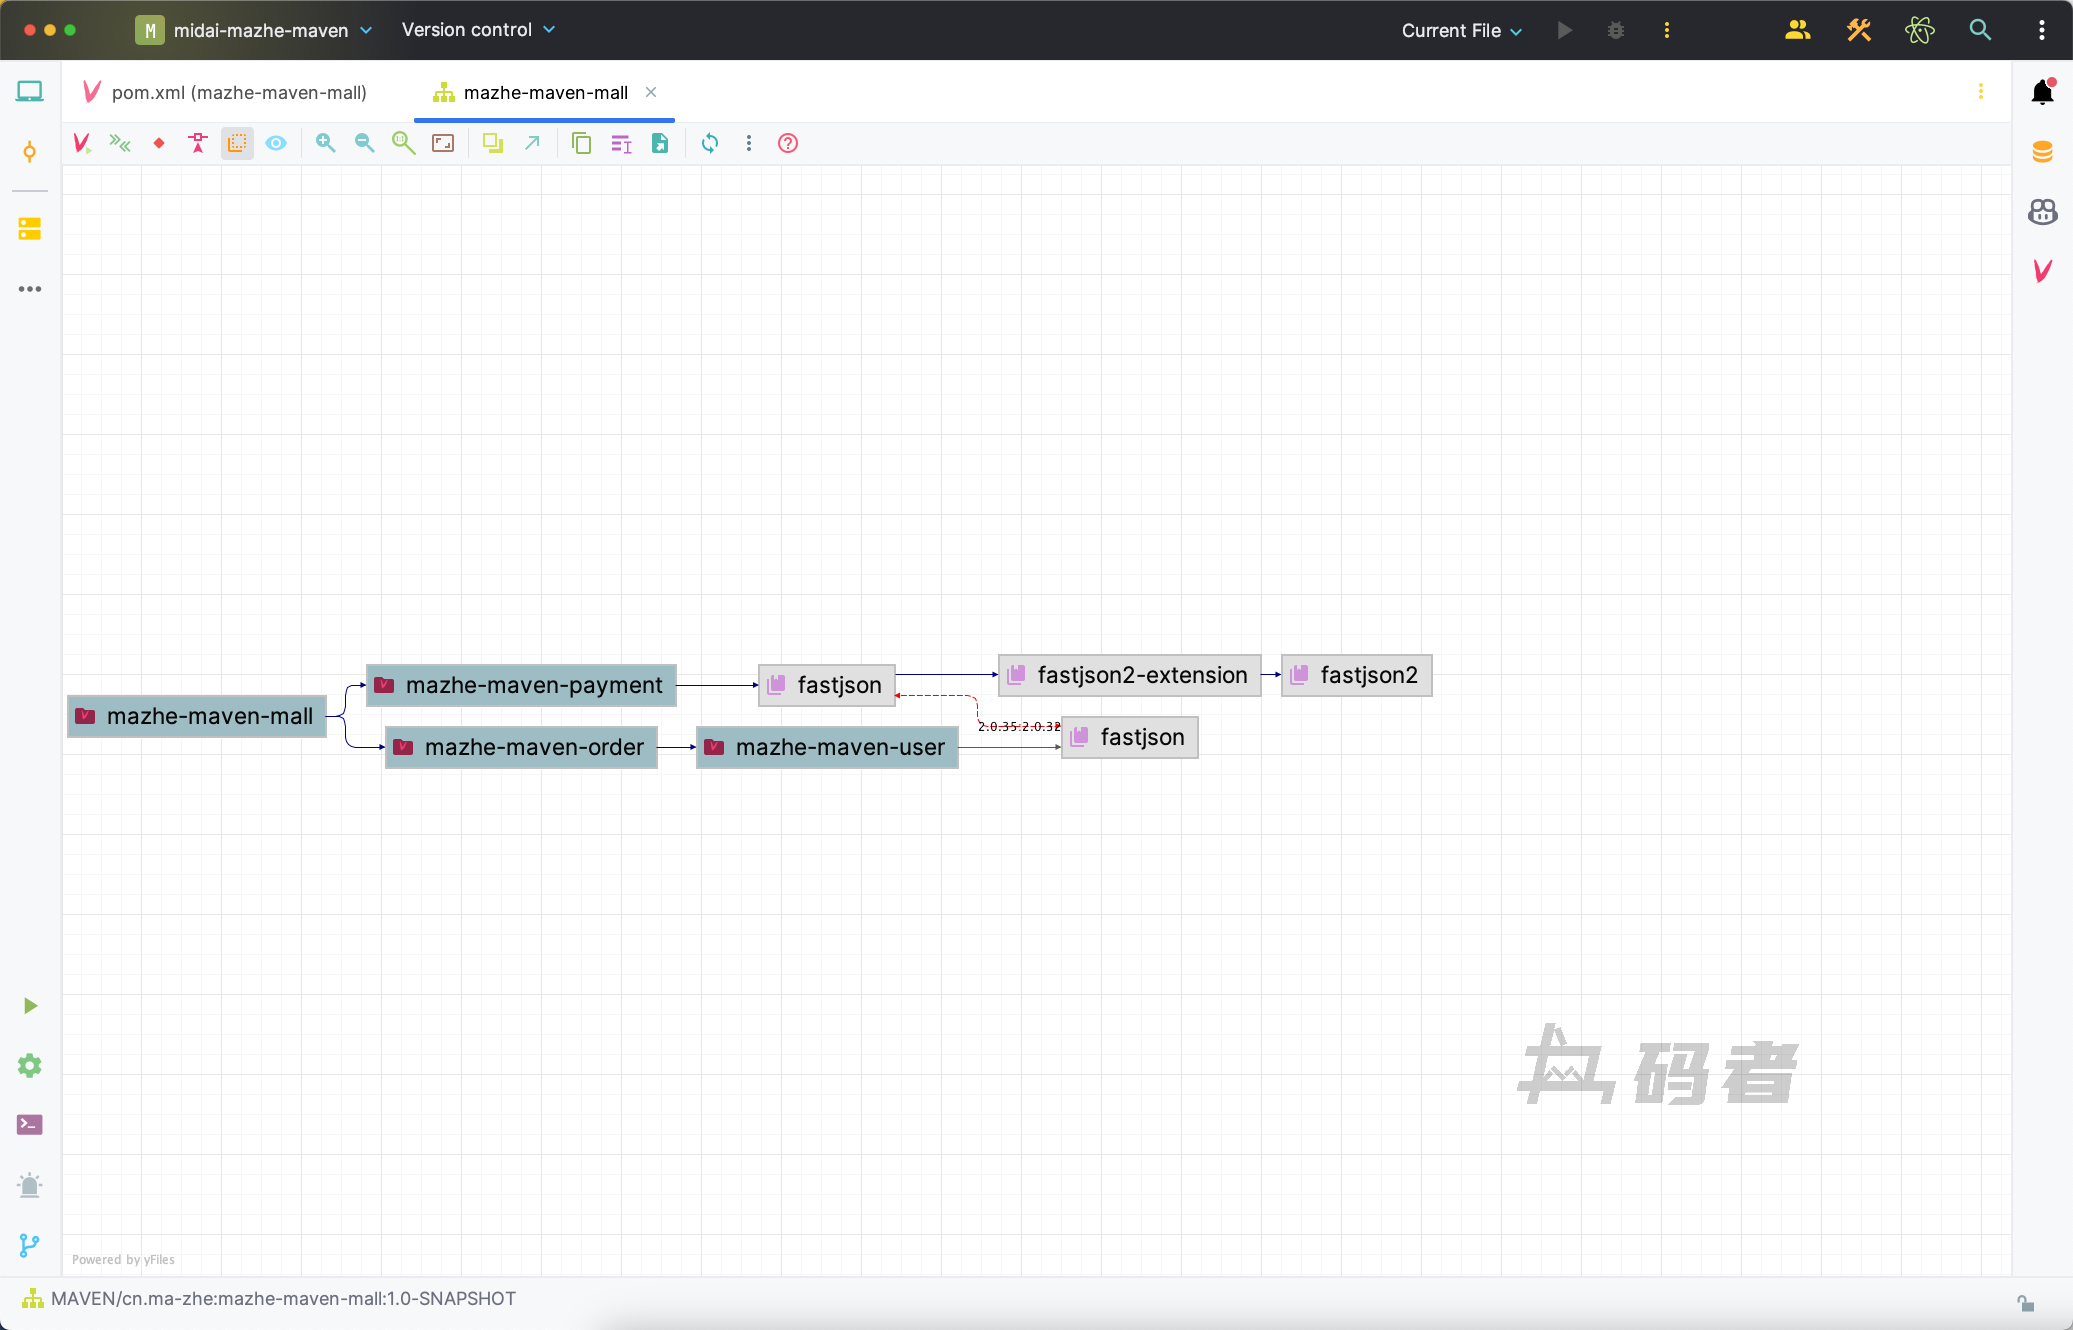 M midai-mazhe-maven
Version control
Current File
pom.xml (mazhe-maven-mall)
mazhe-maven-mall
mazhe-maven-payment
fastjson
fastjson2-extension
fastjson2
mazhe-maven-mall
2.0.35:2.0.32
fastjson
mazhe-maven-order
mazhe-maven-user
码者
Powered by yFiles
MAVEN/cn.ma-zhe:mazhe-maven-mall:1.0-SNAPSHOT